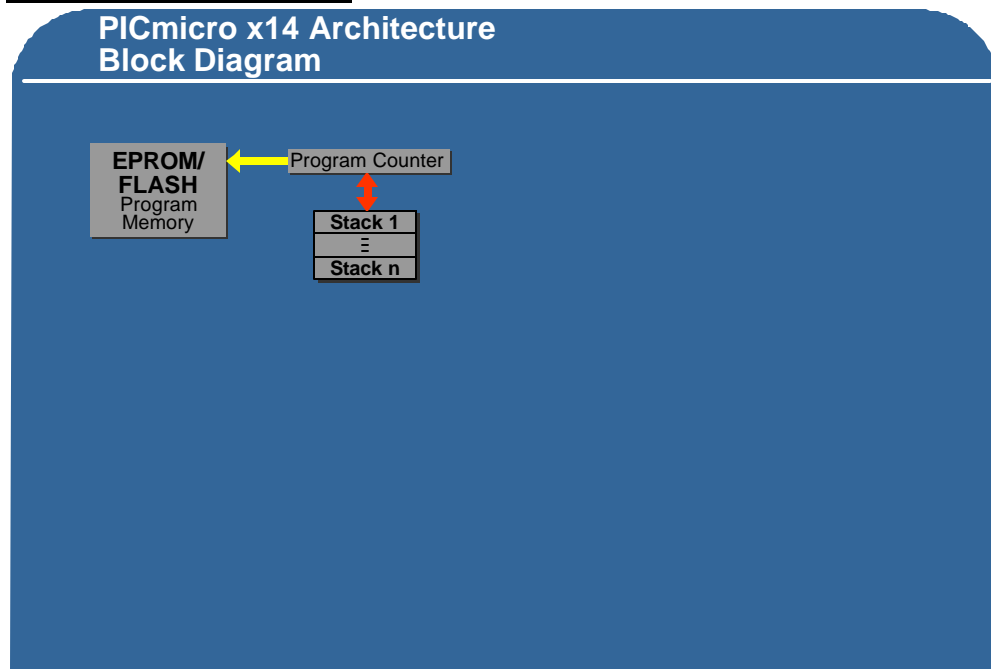 PICmicro x14 Architecture
Block Diagram
EPROM/
FLASH
Program
Memory
Program Counter
Stack 1
Stack n